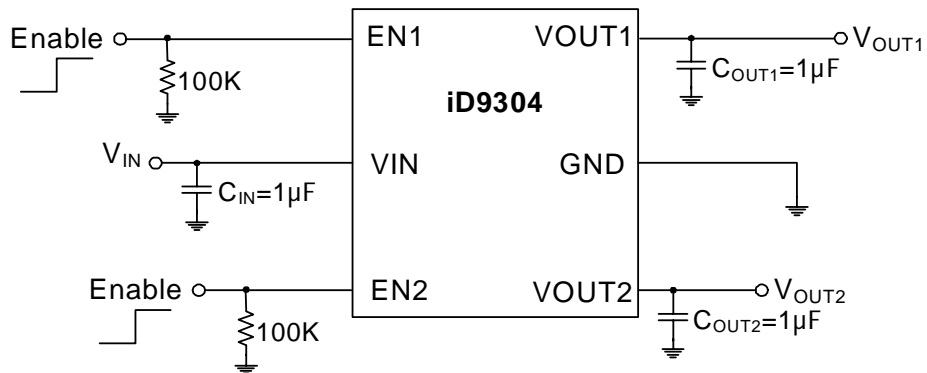 Enable
EN1
VOUT1
VOUT1
100K
COUT1=1µF
iD9304
VIN
VIN
GND
CIN=1µF
Enable
EN2
VOUT2
VOUT2
100K
COUT2=1µF